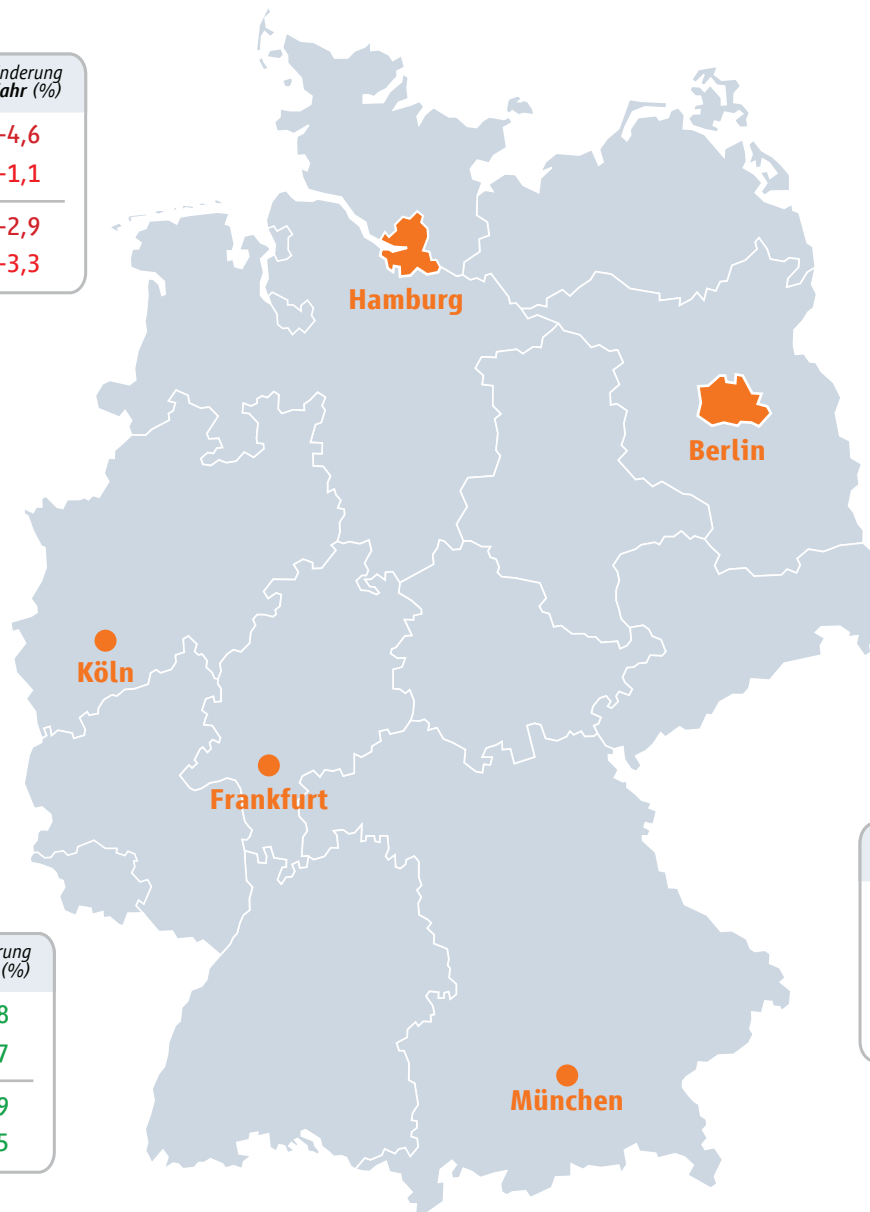 nderung
ahr (%)
-4,6
-1,1
-2,9
-3,3
Hamburg
Berlin
Köln
Frankfurt
rung
(%)
8
7
9
5
München